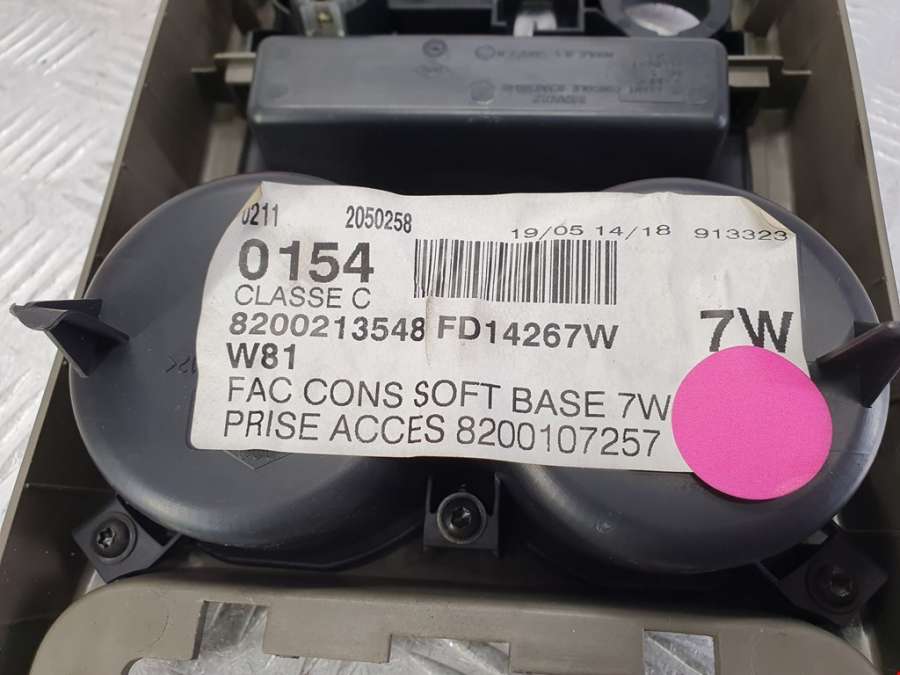 0211 2050258 19/05 14/18 913323
0154
CLASSE C
8200213548 FD14267W 7W
W81
FAC CONS SOFT BASE 7W
PRISE ACCES 8200107257